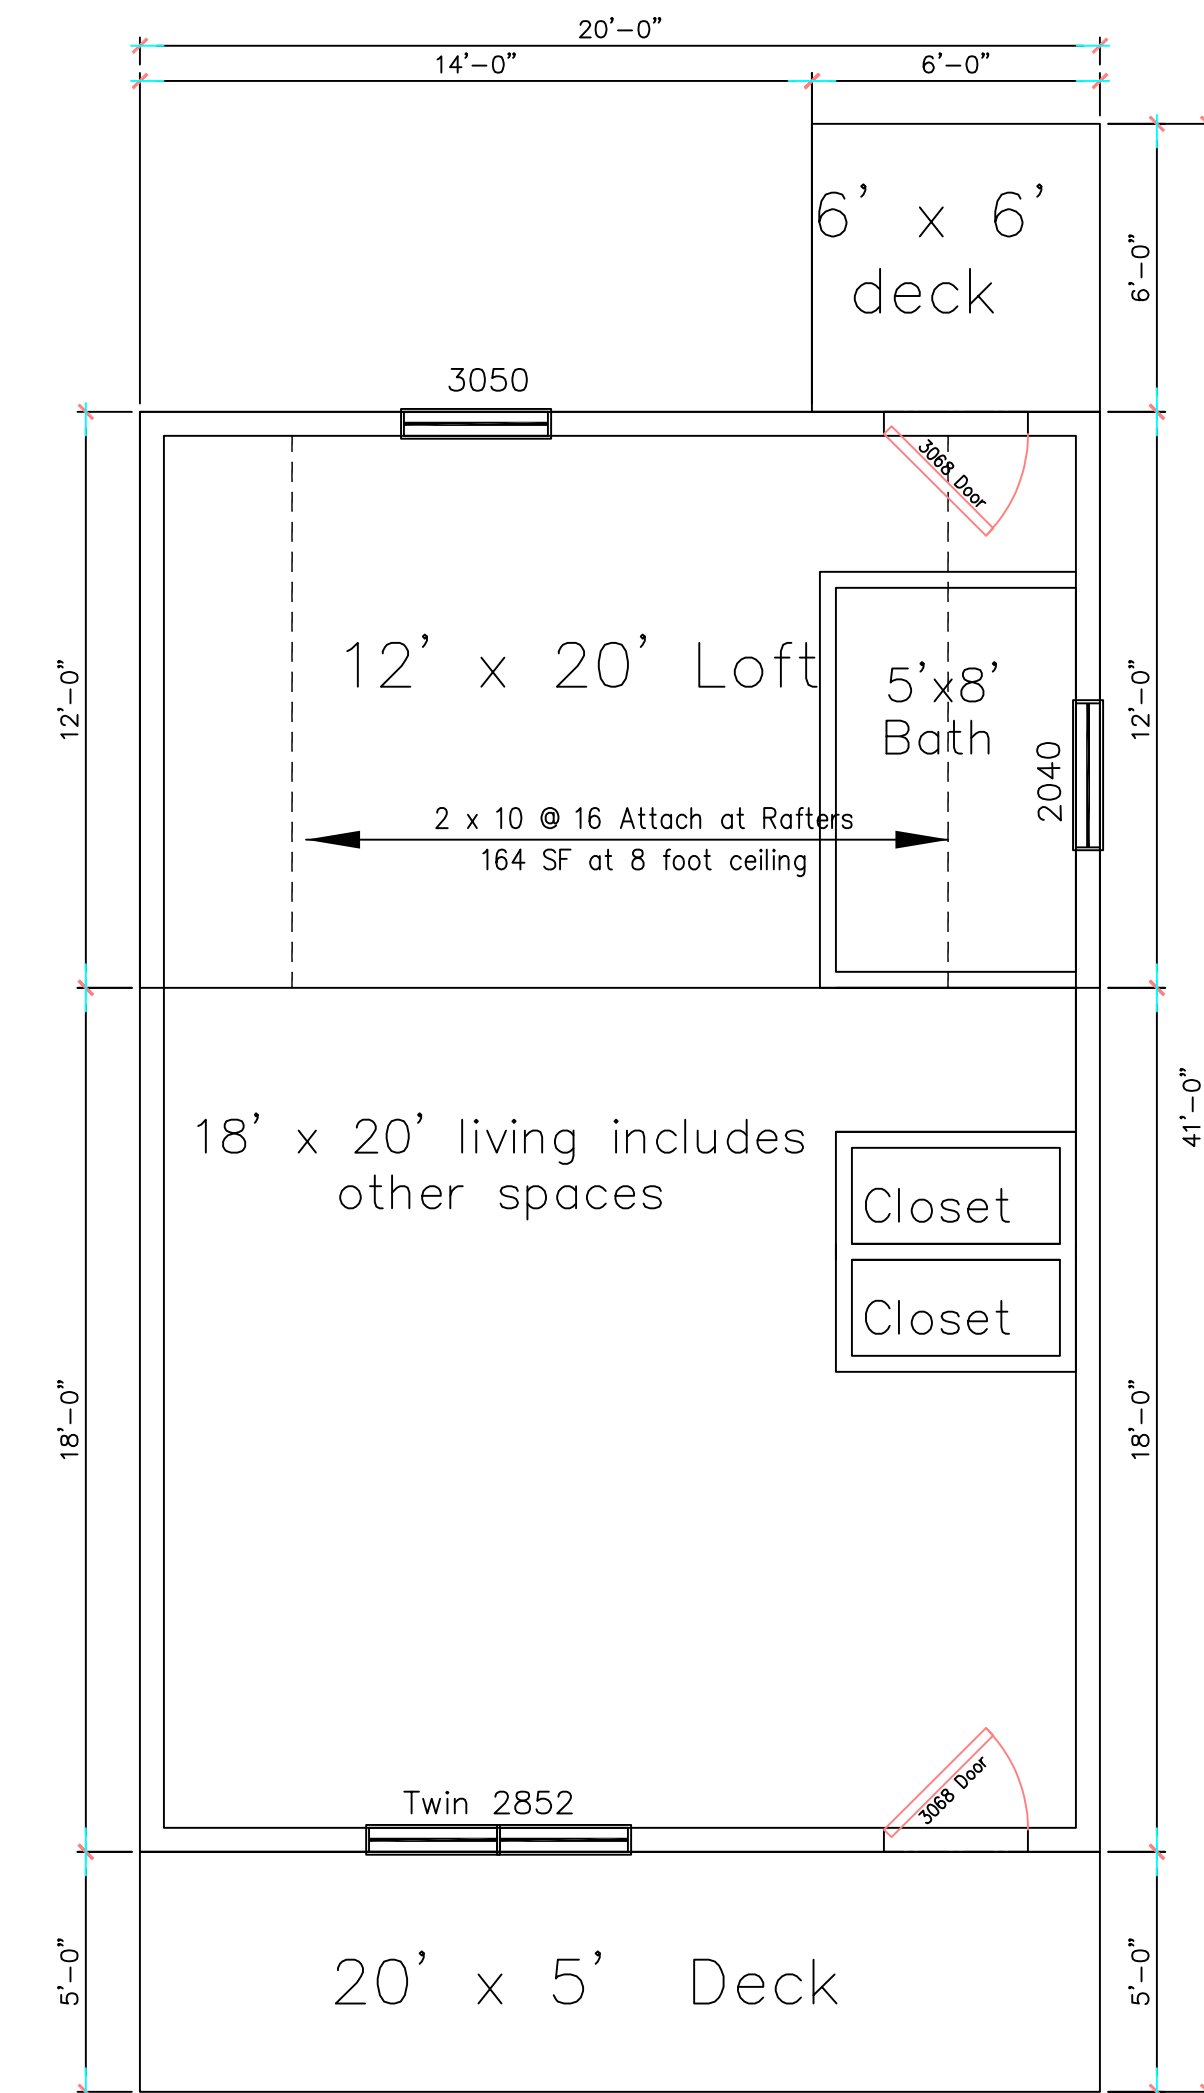 20'-0"
14'-0"
6'-0"
6' x 6'
deck
6'-0"
3050
3068 Door
12' x 20' Loft
5'x8'
Bath
2040
12'-0"
12'-0"
2 x 10 @ 16 Attach at Rafters
164 SF at 8 foot ceiling
41'-0"
18' x 20' living includes
other spaces
Closet
Closet
18'-0"
18'-0"
3068 Door
Twin 2852
20' x 5' Deck
5'-0"
5'-0"